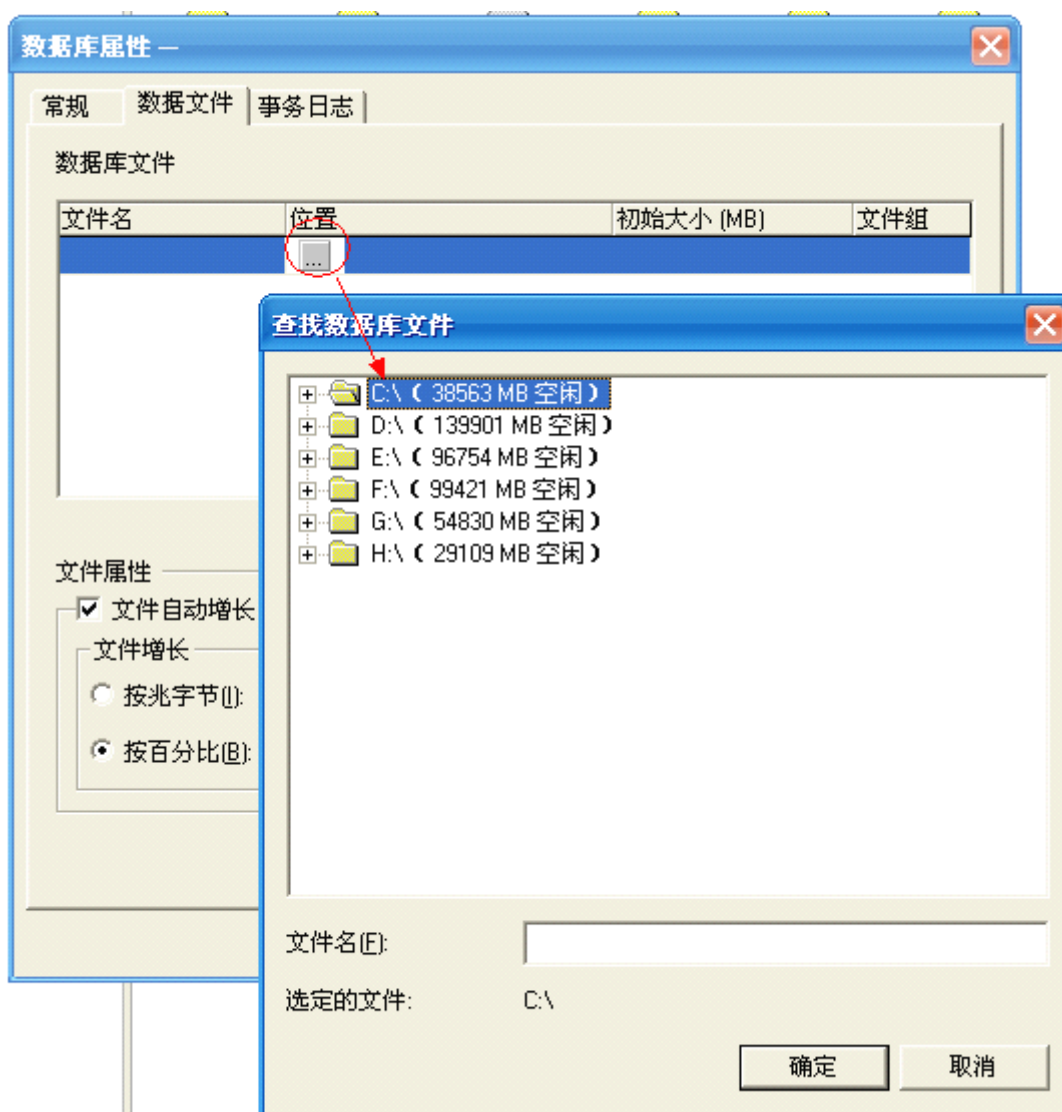 数据库属性 —
常规 数据文件 事务日志
数据库文件
文件名 位置 初始大小 (MB) 文件组
...
查找数据库文件
C:\ ( 38563 MB 空闲 )
D:\ ( 139901 MB 空闲 )
E:\ ( 96754 MB 空闲 )
F:\ ( 99421 MB 空闲 )
G:\ ( 54830 MB 空闲 )
H:\ ( 29109 MB 空闲 )
文件属性
文件自动增长
文件增长
按兆字节(I):
按百分比(B):
文件名(F):
选定的文件: C:\
确定 取消